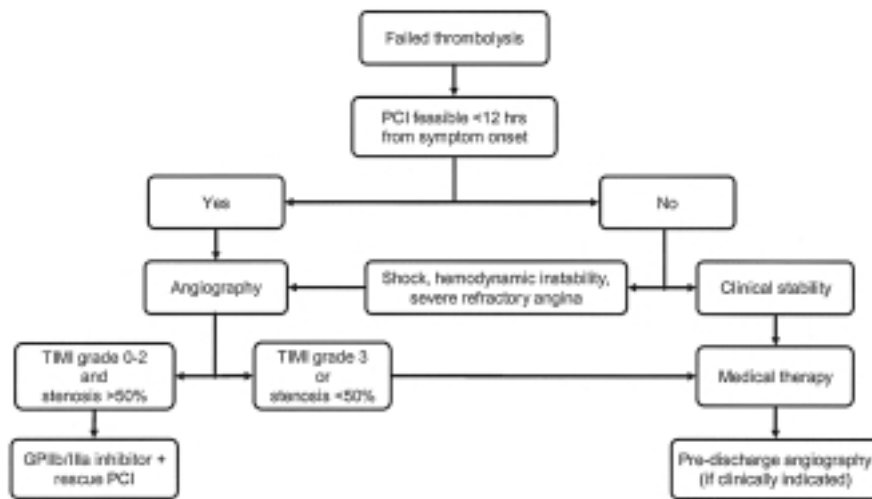 Failed thrombolysis
PCI feasible <12 hrs
from symptom onset
Yes
No
Angiography
Shock, hemodynamic instability,
severe refractory angina
Clinical stability
TIMI grade 0-2
and
stenosis >50%
TIMI grade 3
or
stenosis <50%
Medical therapy
GPIIb/IIIa inhibitor +
rescue PCI
Pre-discharge angiography
(if clinically indicated)